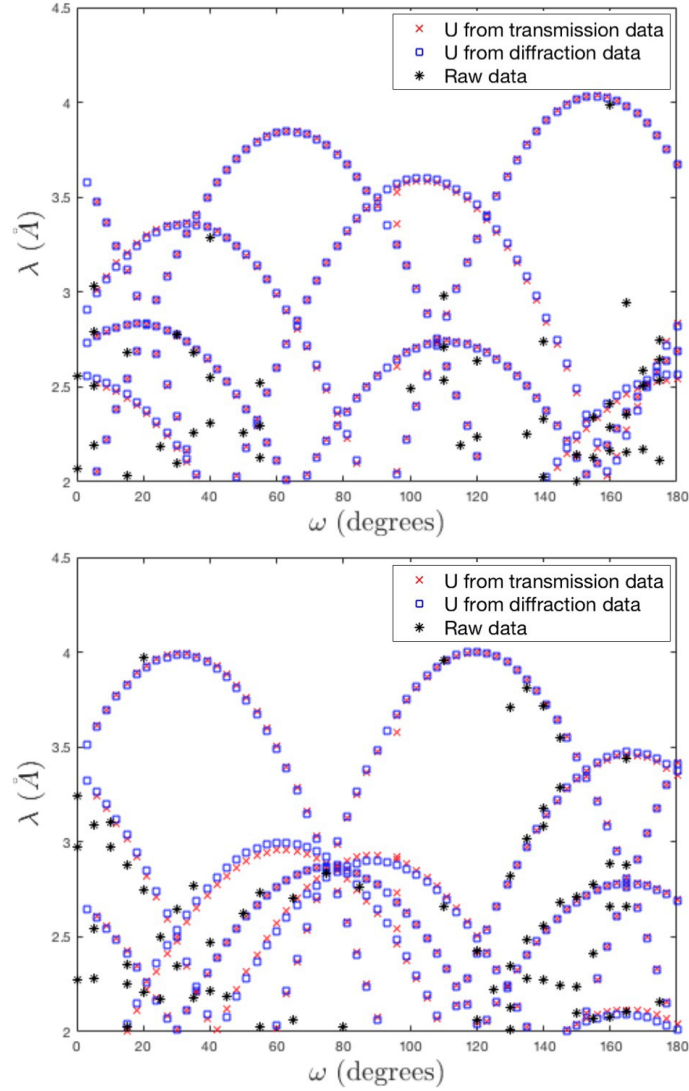 4.5
4
3.5
3
2.5
2
λ (Å)
U from transmission data
U from diffraction data
Raw data
0 20 40 60 80 100 120 140 160 180
ω (degrees)
4.5
4
3.5
3
2.5
2
λ (Å)
U from transmission data
U from diffraction data
Raw data
0 20 40 60 80 100 120 140 160 180
ω (degrees)